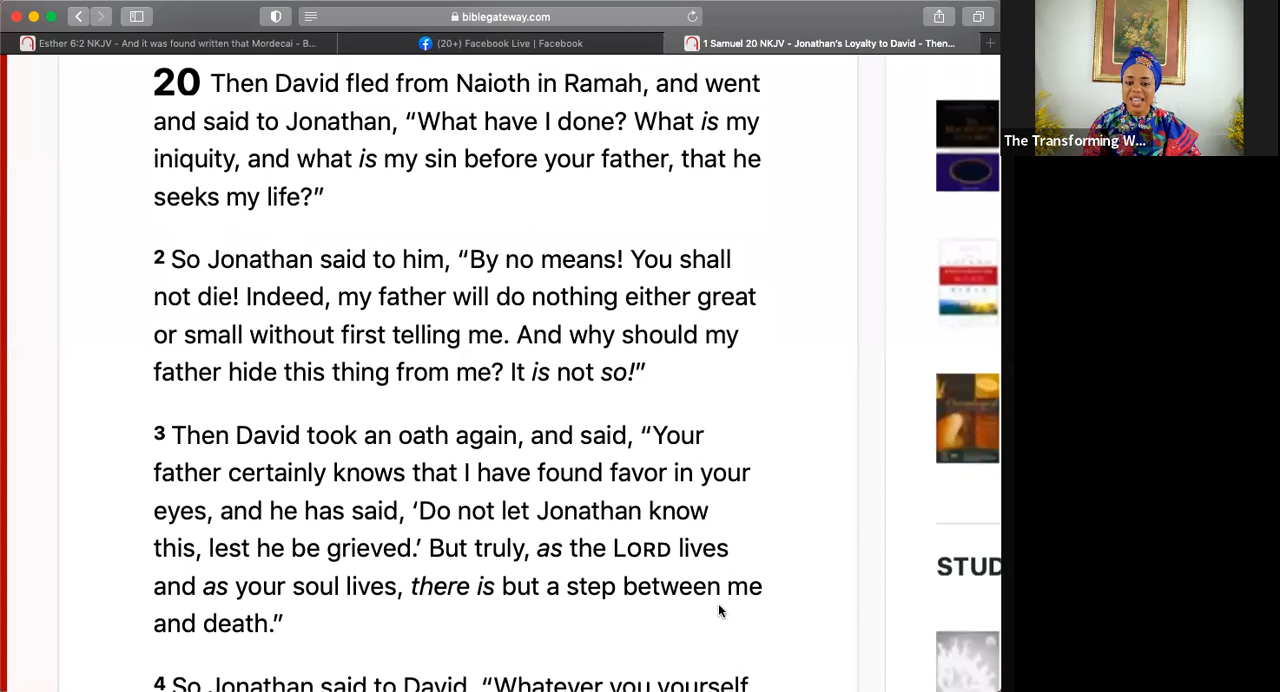 biblegateway.com
Esther 6:2 NKJV - And it was found written that Mordecai - B...
(20+) Facebook Live | Facebook
1 Samuel 20 NKJV - Jonathan's Loyalty to David - Then...
20 Then David fled from Naioth in Ramah, and went
and said to Jonathan, “What have I done? What is my
iniquity, and what is my sin before your father, that he
seeks my life?”
2 So Jonathan said to him, “By no means! You shall
not die! Indeed, my father will do nothing either great
or small without first telling me. And why should my
father hide this thing from me? It is not so!”
3 Then David took an oath again, and said, “Your
father certainly knows that I have found favor in your
eyes, and he has said, ‘Do not let Jonathan know
this, lest he be grieved.’ But truly, as the LORD lives
and as your soul lives, there is but a step between me
and death.”
4 So Jonathan said to David, “Whatever you yourself
STUD
The Transforming W...